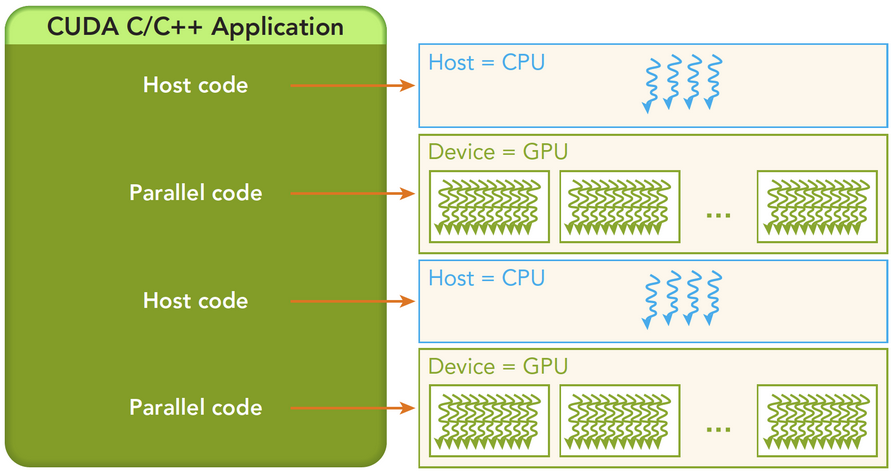 CUDA C/C++ Application
Host code
Host = CPU
Parallel code
Device = GPU
...
Host code
Host = CPU
Parallel code
Device = GPU
...